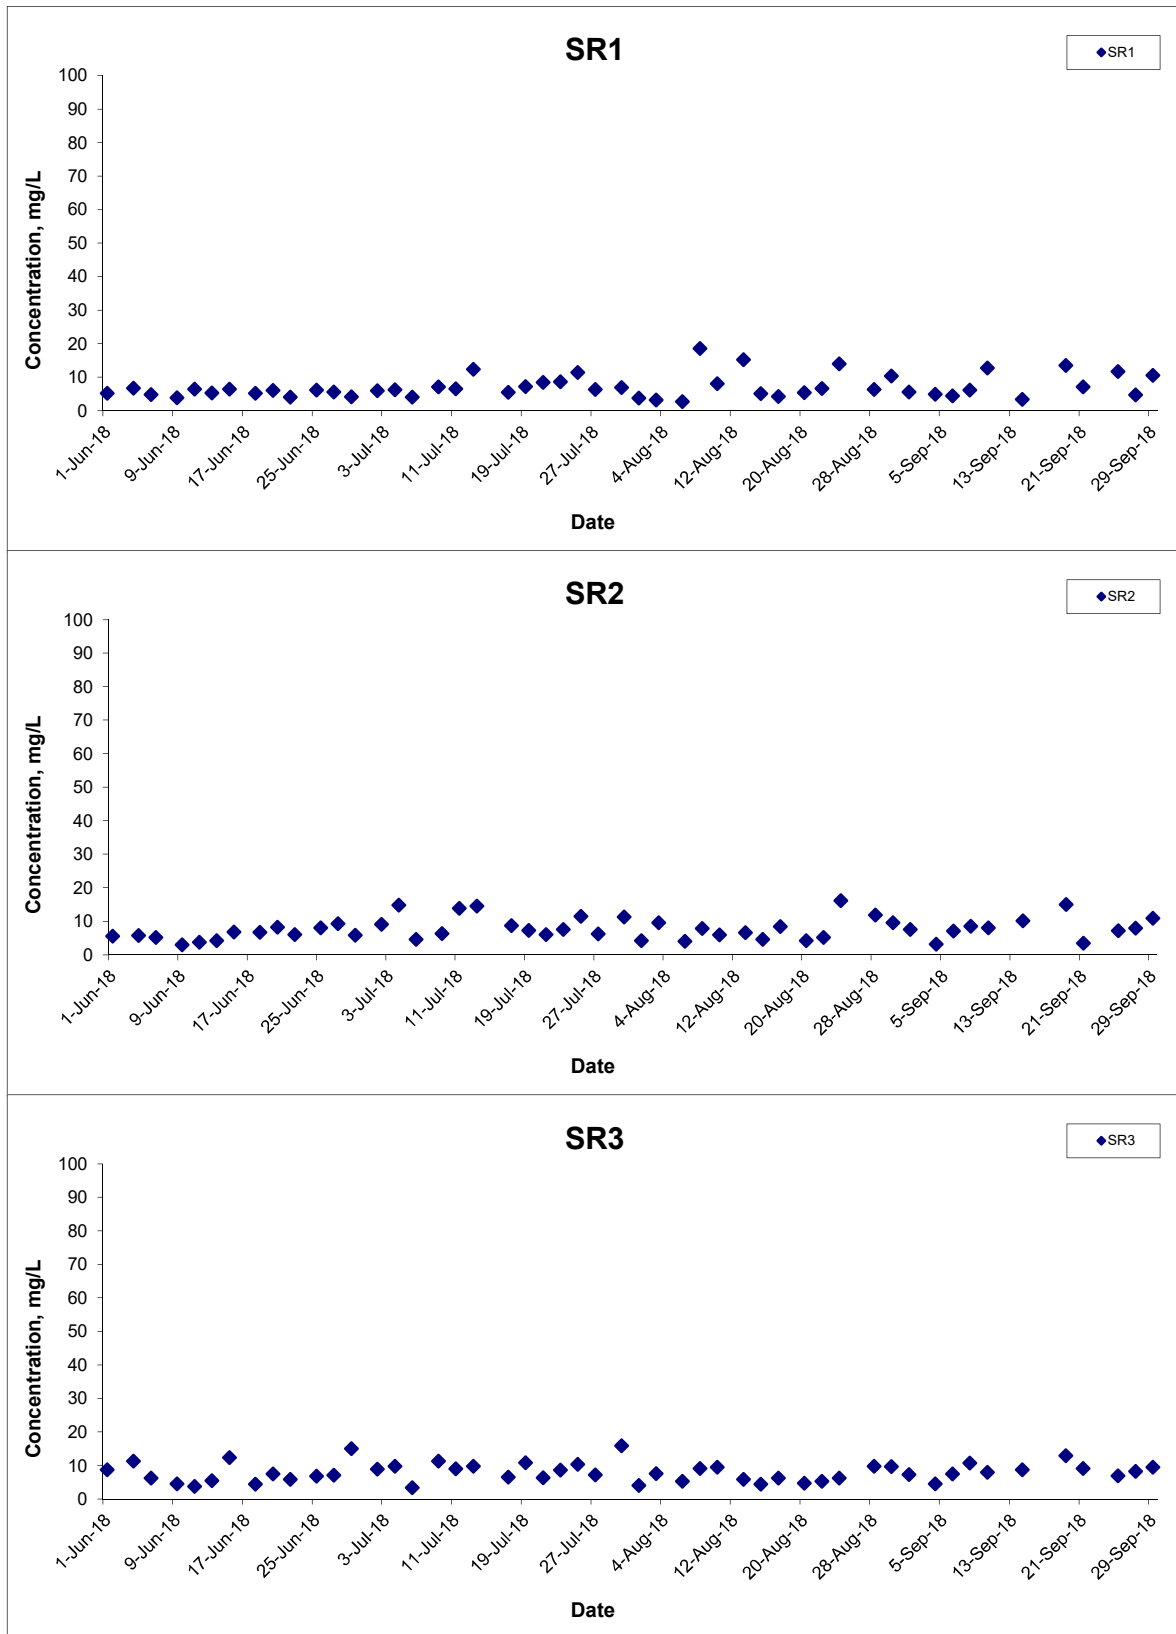 SR1
SR1
100
90
80
70
60
50
40
30
20
10
0
Concentration, mg/L
1-Jun-18
9-Jun-18
17-Jun-18
25-Jun-18
3-Jul-18
11-Jul-18
19-Jul-18
27-Jul-18
4-Aug-18
12-Aug-18
20-Aug-18
28-Aug-18
5-Sep-18
13-Sep-18
21-Sep-18
29-Sep-18
Date
SR2
SR2
100
90
80
70
60
50
40
30
20
10
0
Concentration, mg/L
1-Jun-18
9-Jun-18
17-Jun-18
25-Jun-18
3-Jul-18
11-Jul-18
19-Jul-18
27-Jul-18
4-Aug-18
12-Aug-18
20-Aug-18
28-Aug-18
5-Sep-18
13-Sep-18
21-Sep-18
29-Sep-18
Date
SR3
SR3
100
90
80
70
60
50
40
30
20
10
0
Concentration, mg/L
1-Jun-18
9-Jun-18
17-Jun-18
25-Jun-18
3-Jul-18
11-Jul-18
19-Jul-18
27-Jul-18
4-Aug-18
12-Aug-18
20-Aug-18
28-Aug-18
5-Sep-18
13-Sep-18
21-Sep-18
29-Sep-18
Date